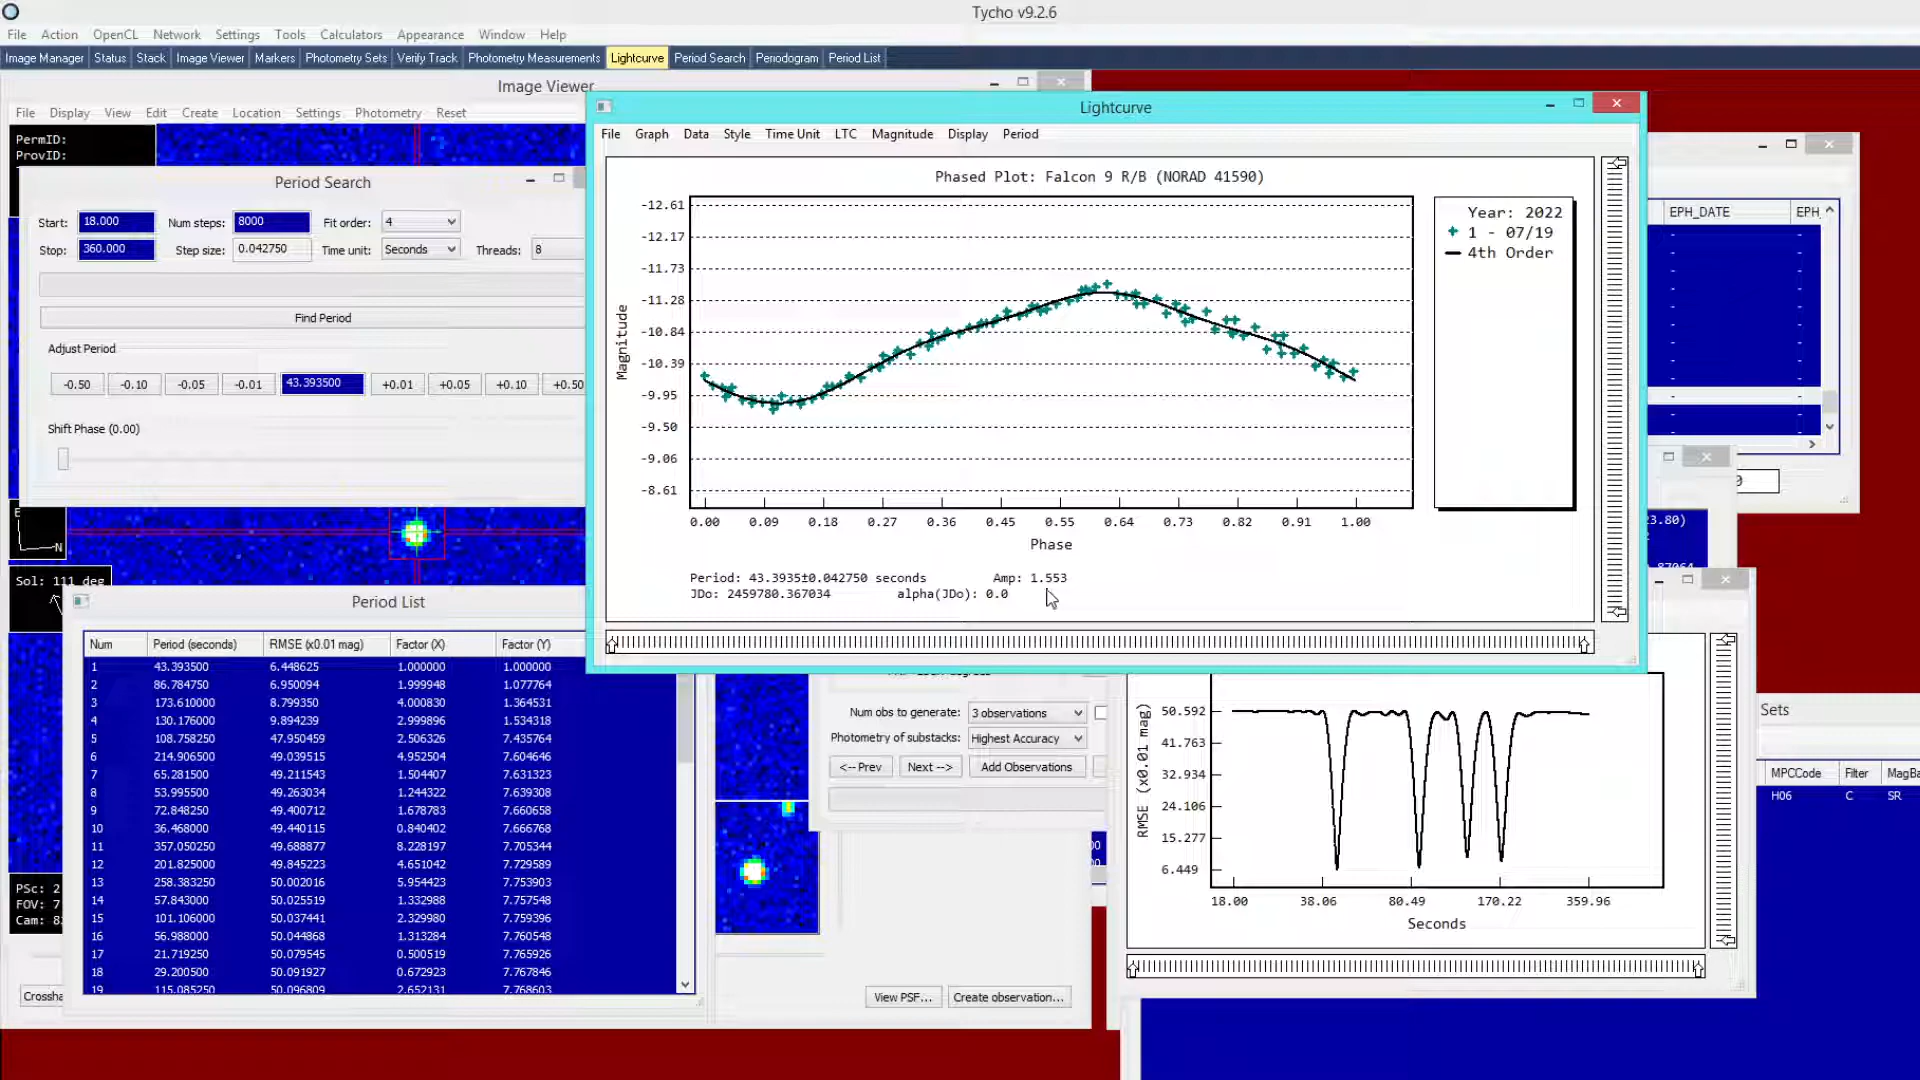 Tycho v9.2.6
File Action OpenCL Network Settings Tools Calculators Appearance Window Help
Image Manager Status Stack Image Viewer Markers Photometry Sets Verify Track Photometry Measurements Lightcurve Period Search Periodogram Period List
Image Viewer
File Display View Edit Create Location Settings Photometry Reset
PermID:
ProvID:
Period Search
Start: 18.000 Num steps: 8000 Fit order: 4
Stop: 360.000 Step size: 0.042750 Time unit: Seconds Threads: 8
Find Period
Adjust Period
-0.50 -0.10 -0.05 -0.01 43.393500 +0.01 +0.05 +0.10 +0.50
Shift Phase (0.00)
E
N
Sol: 111 deg
Lightcurve
File Graph Data Style Time Unit LTC Magnitude Display Period
Phased Plot: Falcon 9 R/B (NORAD 41590)
Magnitude
-12.61
-12.17
-11.73
-11.28
-10.84
-10.39
-9.95
-9.50
-9.06
-8.61
0.00 0.09 0.18 0.27 0.36 0.45 0.55 0.64 0.73 0.82 0.91 1.00
Phase
Year: 2022
1 - 07/19
4th Order
Period: 43.3935±0.042750 seconds Amp: 1.553
JDo: 2459780.367034 alpha(JDo): 0.0
EPH_DATE EPH_
23.80)
87064
Period List
Num Period (seconds) RMSE (x0.01 mag) Factor (X) Factor (Y)
1 43.393500 6.448625 1.000000 1.000000
2 86.784750 6.950094 1.999948 1.077764
3 173.610000 8.799350 4.000830 1.364531
4 130.176000 9.894239 2.999896 1.534318
5 108.758250 47.950459 2.506326 7.435764
6 214.906500 49.039515 4.952504 7.604646
7 65.281500 49.211543 1.504407 7.631323
8 53.995500 49.263034 1.244322 7.639308
9 72.848250 49.400712 1.678783 7.660658
10 36.468000 49.440115 0.840402 7.666768
11 357.050250 49.688877 8.228197 7.705344
12 201.825000 49.845223 4.651042 7.729589
13 258.383250 50.002016 5.954423 7.753903
14 57.843000 50.025519 1.332988 7.757548
15 101.106000 50.037441 2.329980 7.759396
16 56.988000 50.044868 1.313284 7.760548
17 21.719250 50.079545 0.500519 7.765926
18 29.200500 50.091927 0.672923 7.767846
19 115.085250 50.096809 2.652131 7.768603
PSc: 2
FOV: 7
Cam: 8
Crossha
Num obs to generate: 3 observations
Photometry of substacks: Highest Accuracy
<-- Prev Next --> Add Observations
View PSF... Create observation...
RMSE (x0.01 mag)
50.592
41.763
32.934
24.106
15.277
6.449
18.00 38.06 80.49 170.22 359.96
Seconds
Sets
MPCCode Filter MagBa
H06 C SR